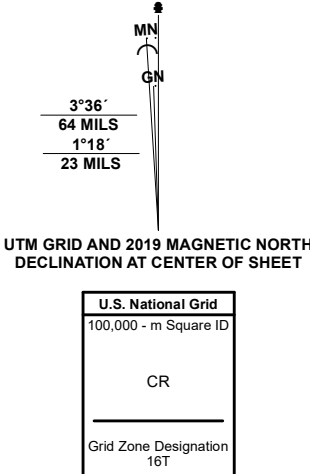 MN
GN
3°36´
64 MILS
1°18´
23 MILS
UTM GRID AND 2019 MAGNETIC NORTH
DECLINATION AT CENTER OF SHEET
U.S. National Grid
100,000 - m Square ID
CR
Grid Zone Designation
16T